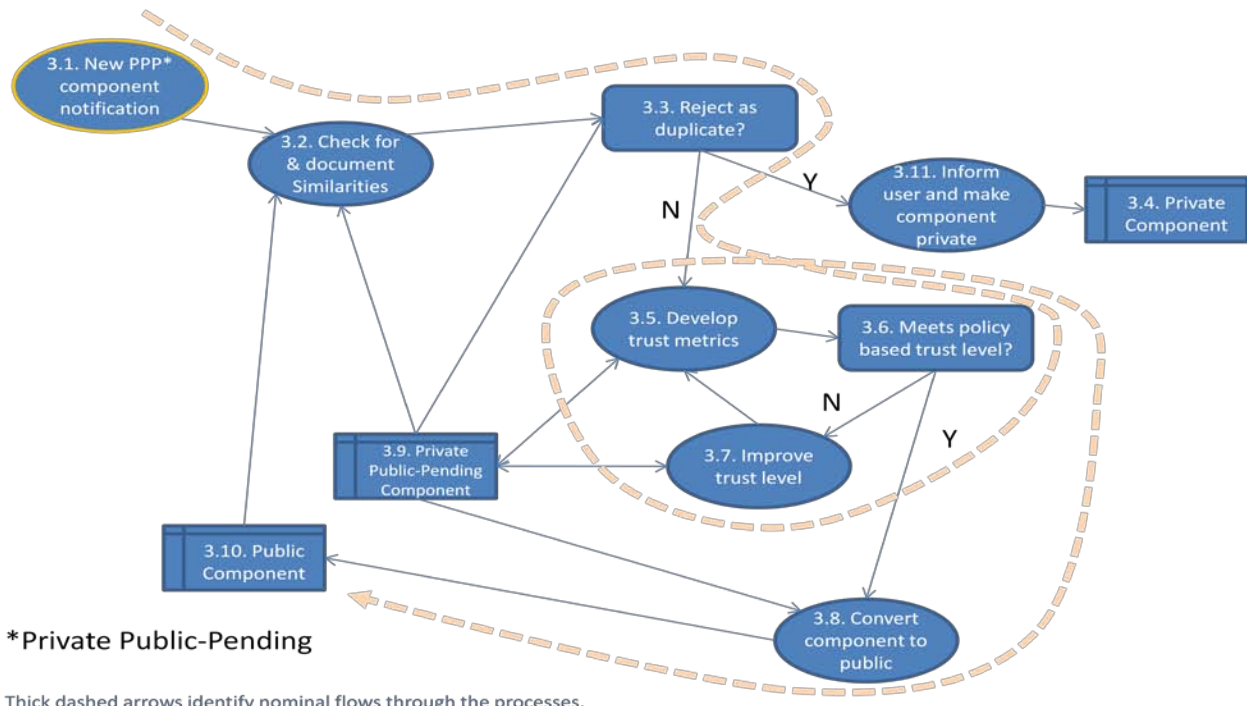 3.1. New PPP*
component
notification
3.2. Check for
& document
Similarities
3.3. Reject as
duplicate?
Y
N
3.11. Inform
user and make
component
private
3.4. Private
Component
3.5. Develop
trust metrics
3.6. Meets policy
based trust level?
N
Y
3.7. Improve
trust level
3.9. Private
Public-Pending
Component
3.10. Public
Component
3.8. Convert
component to
public
*Private Public-Pending
Thick dashed arrows identify nominal flows through the processes.